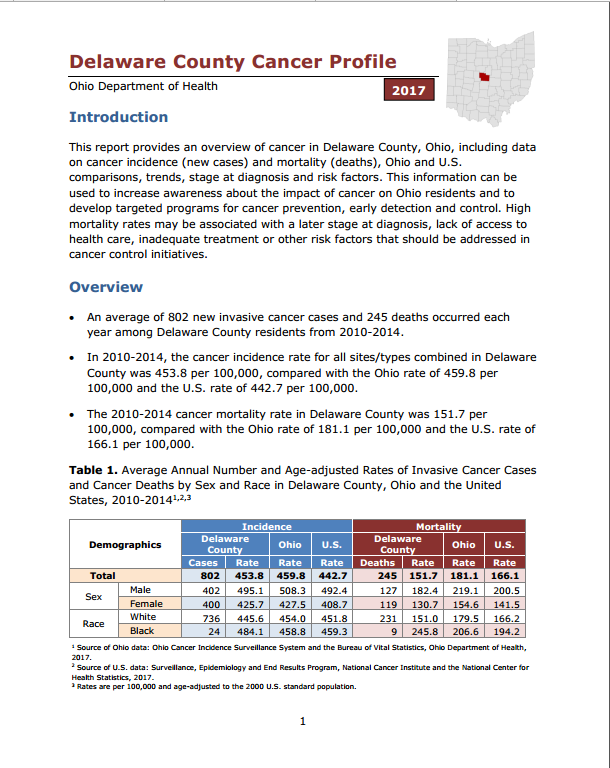 Delaware County Cancer Profile
Ohio Department of Health
2017
Introduction
This report provides an overview of cancer in Delaware County, Ohio, including data
on cancer incidence (new cases) and mortality (deaths), Ohio and U.S.
comparisons, trends, stage at diagnosis and risk factors. This information can be
used to increase awareness about the impact of cancer on Ohio residents and to
develop targeted programs for cancer prevention, early detection and control. High
mortality rates may be associated with a later stage at diagnosis, lack of access to
health care, inadequate treatment or other risk factors that should be addressed in
cancer control initiatives.
Overview
• An average of 802 new invasive cancer cases and 245 deaths occurred each
year among Delaware County residents from 2010-2014.
• In 2010-2014, the cancer incidence rate for all sites/types combined in Delaware
County was 453.8 per 100,000, compared with the Ohio rate of 459.8 per
100,000 and the U.S. rate of 442.7 per 100,000.
• The 2010-2014 cancer mortality rate in Delaware County was 151.7 per
100,000, compared with the Ohio rate of 181.1 per 100,000 and the U.S. rate of
166.1 per 100,000.
Table 1. Average Annual Number and Age-adjusted Rates of Invasive Cancer Cases
and Cancer Deaths by Sex and Race in Delaware County, Ohio and the United
States, 2010-2014¹,²,³
Demographics Incidence Mortality
Delaware County Ohio U.S. Delaware County Ohio U.S.
Cases Rate Rate Rate Deaths Rate Rate Rate
Total 802 453.8 459.8 442.7 245 151.7 181.1 166.1
Sex Male 402 495.1 508.3 492.4 127 182.4 219.1 200.5
Female 400 425.7 427.5 408.7 119 130.7 154.6 141.5
Race White 736 445.6 454.0 451.8 231 151.0 179.5 166.2
Black 24 484.1 458.8 459.3 9 245.8 206.6 194.2
¹ Source of Ohio data: Ohio Cancer Incidence Surveillance System and the Bureau of Vital Statistics, Ohio Department of Health,
2017.
² Source of U.S. data: Surveillance, Epidemiology and End Results Program, National Cancer Institute and the National Center for
Health Statistics, 2017.
³ Rates are per 100,000 and age-adjusted to the 2000 U.S. standard population.
1